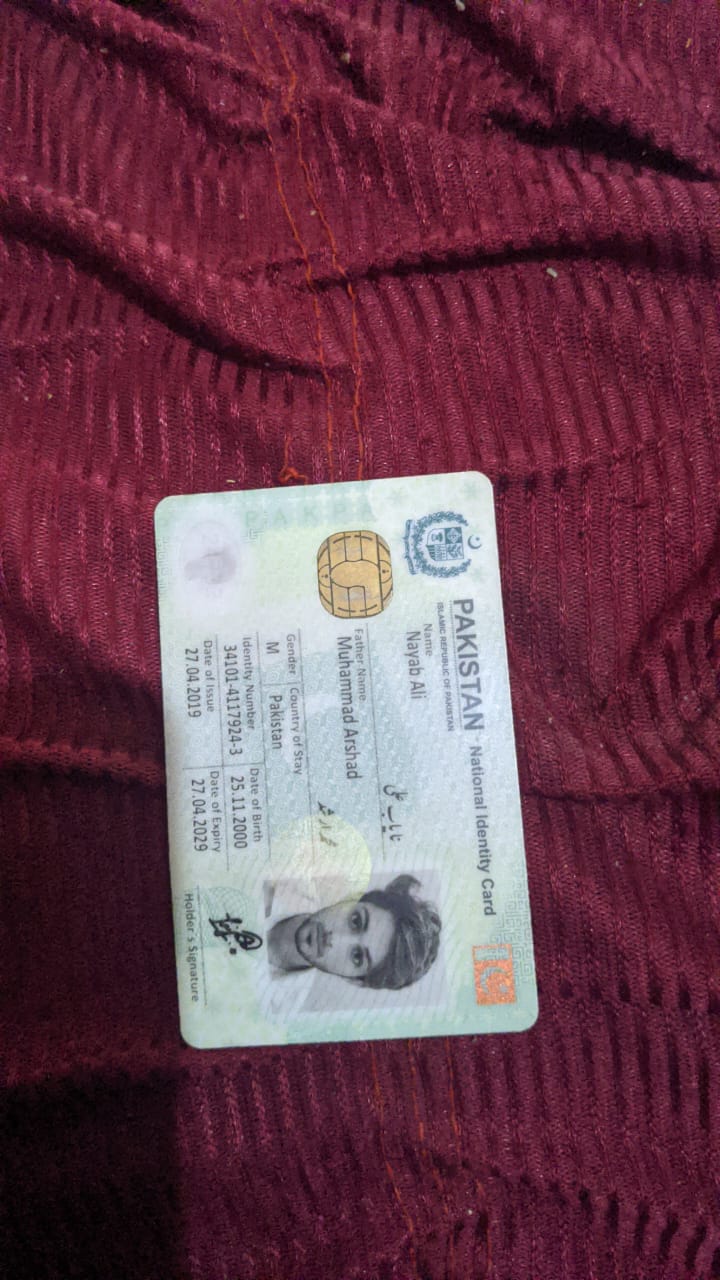 PAKISTAN National Identity Card
ISLAMIC REPUBLIC OF PAKISTAN
PAKPA
Name
Nayab Ali
نایاب علی
Father Name
Muhammad Arshad
محمد ارشد
Gender Country of Stay
M Pakistan
Identity Number Date of Birth
34101-4117924-3 25.11.2000
Date of Issue Date of Expiry
27.04.2019 27.04.2029
Holder's Signature